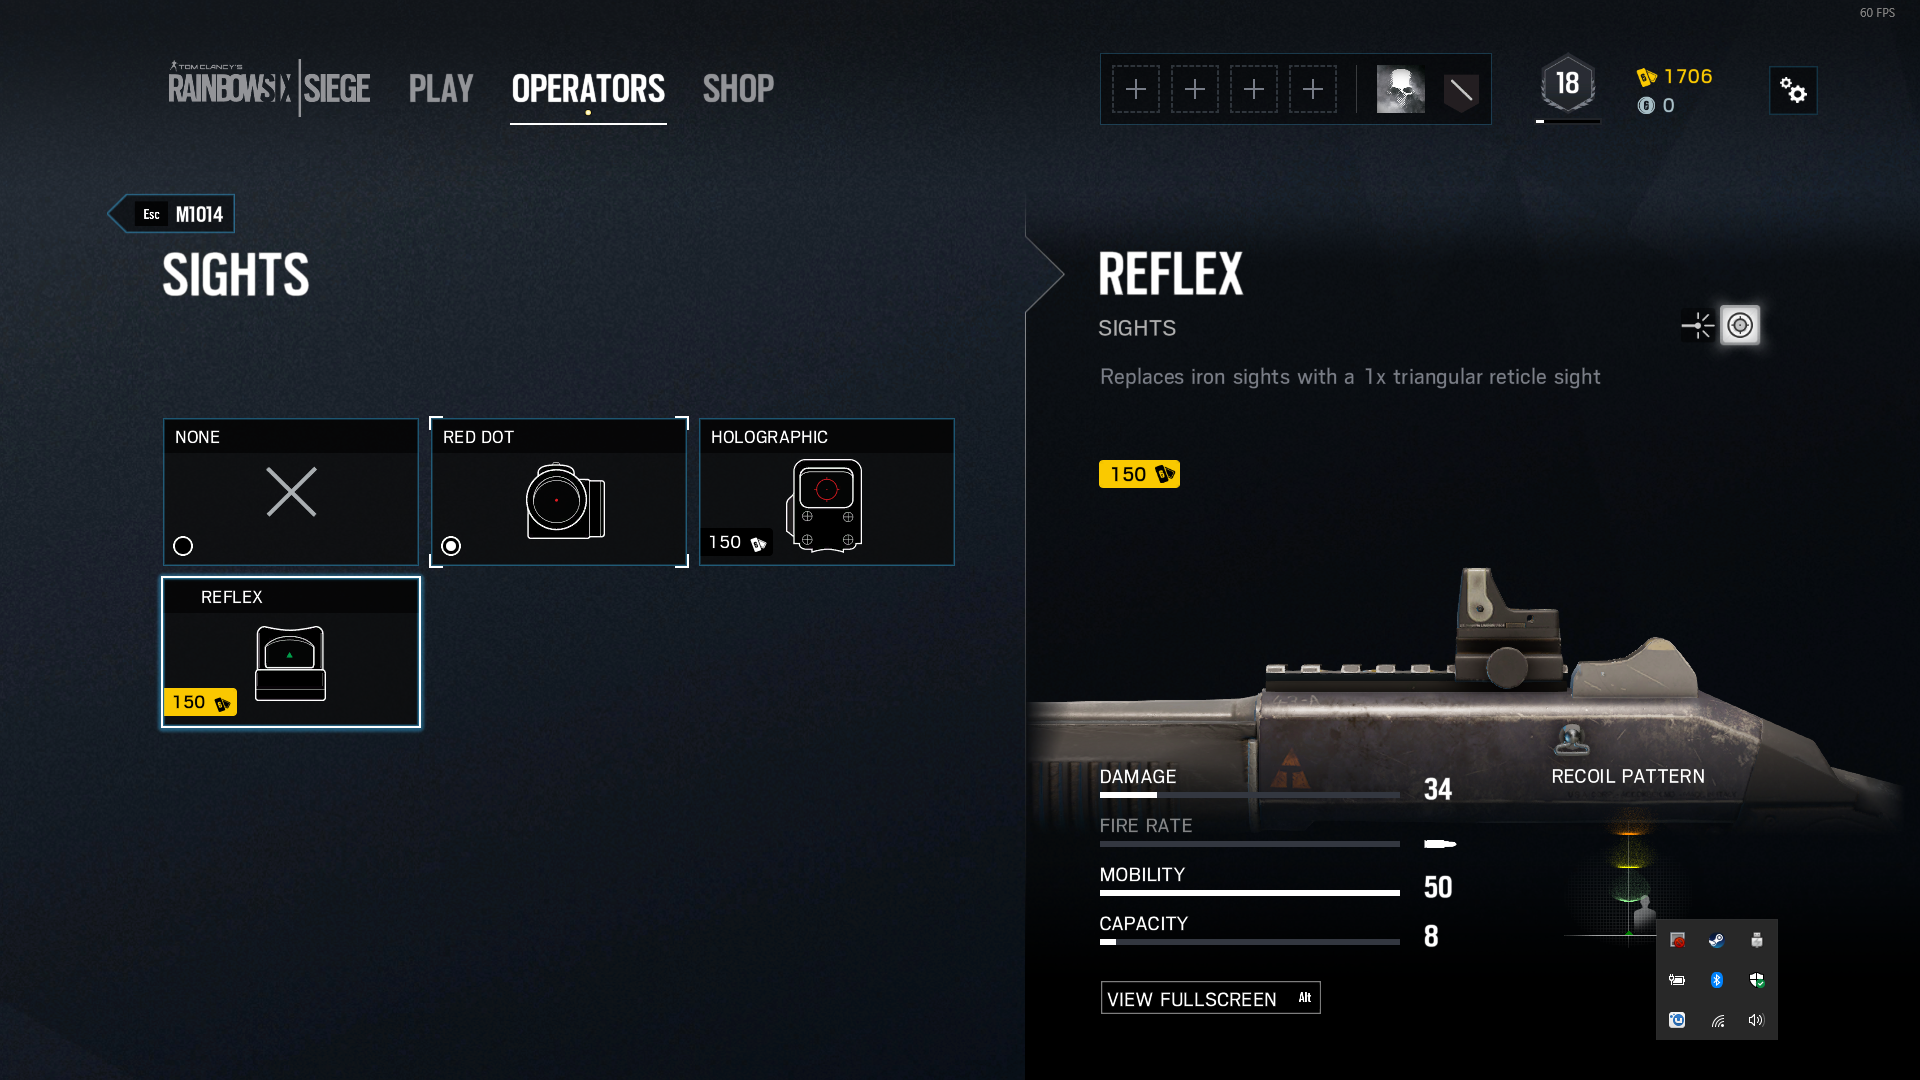 60 FPS
TOM CLANCY'S
RAINBOWSIX | SIEGE
PLAY
OPERATORS
SHOP
18
1706
0
Esc M1014
SIGHTS
NONE
RED DOT
HOLOGRAPHIC
150
REFLEX
150
REFLEX
SIGHTS
Replaces iron sights with a 1x triangular reticle sight
150
DAMAGE
34
RECOIL PATTERN
FIRE RATE
MOBILITY
50
CAPACITY
8
VIEW FULLSCREEN Alt